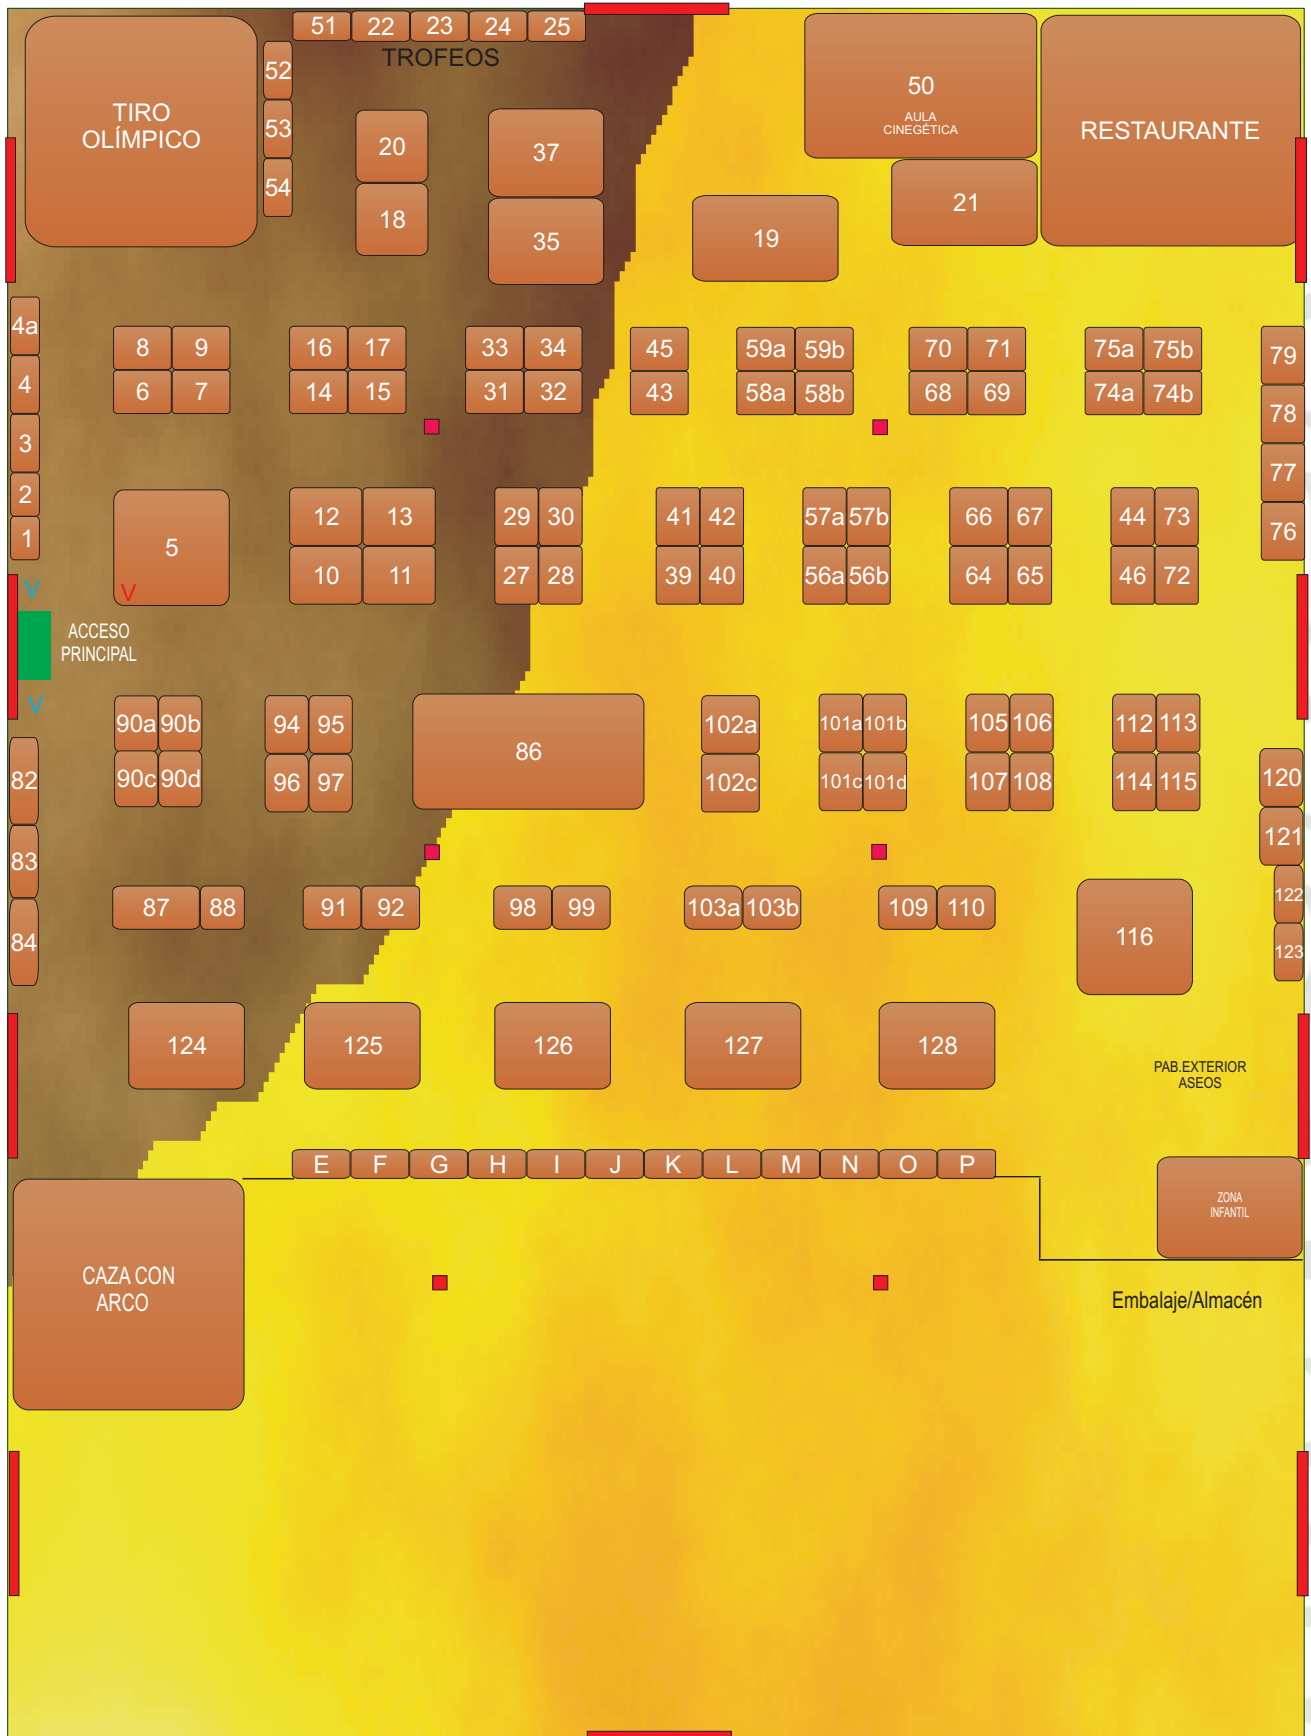 51 22 23 24 25
TROFEOS
TIRO
OLÍMPICO
52
53
54
20
18
37
35
50
AULA
CINEGÉTICA
RESTAURANTE
21
19
4a
4
3
2
1
8 9
6 7
16 17
14 15
33 34
31 32
45
43
59a 59b
58a 58b
70 71
68 69
75a 75b
74a 74b
79
78
77
76
5
V
12 13
10 11
29 30
27 28
41 42
39 40
57a 57b
56a 56b
66 67
64 65
44 73
46 72
V
ACCESO
PRINCIPAL
V
90a 90b
90c 90d
94 95
96 97
86
102a
102c
101a 101b
101c 101d
105 106
107 108
112 113
114 115
82
83
84
120
121
122
123
87 88
91 92
98 99
103a 103b
109 110
116
124
125
126
127
128
PAB.EXTERIOR
ASEOS
E F G H I J K L M N O P
ZONA
INFANTIL
CAZA CON
ARCO
Embalaje/Almacén